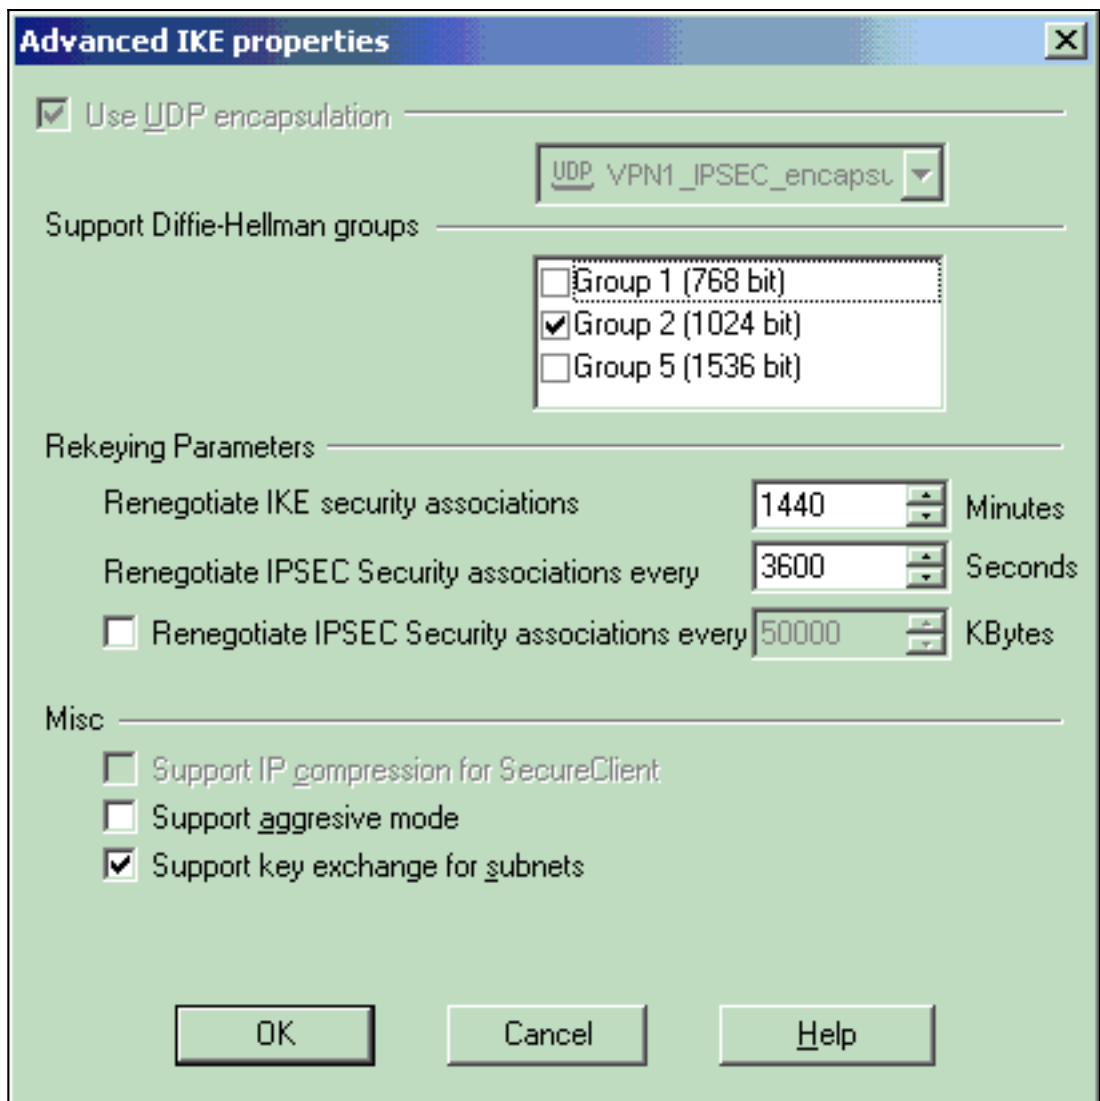 Advanced IKE properties
Use UDP encapsulation
UDP VPN1_IPSEC_encapsu
Support Diffie-Hellman groups
Group 1 (768 bit)
Group 2 (1024 bit)
Group 5 (1536 bit)
Rekeying Parameters
Renegotiate IKE security associations 1440 Minutes
Renegotiate IPSEC Security associations every 3600 Seconds
Renegotiate IPSEC Security associations every 50000 KBytes
Misc
Support IP compression for SecureClient
Support aggresive mode
Support key exchange for subnets
OK Cancel Help